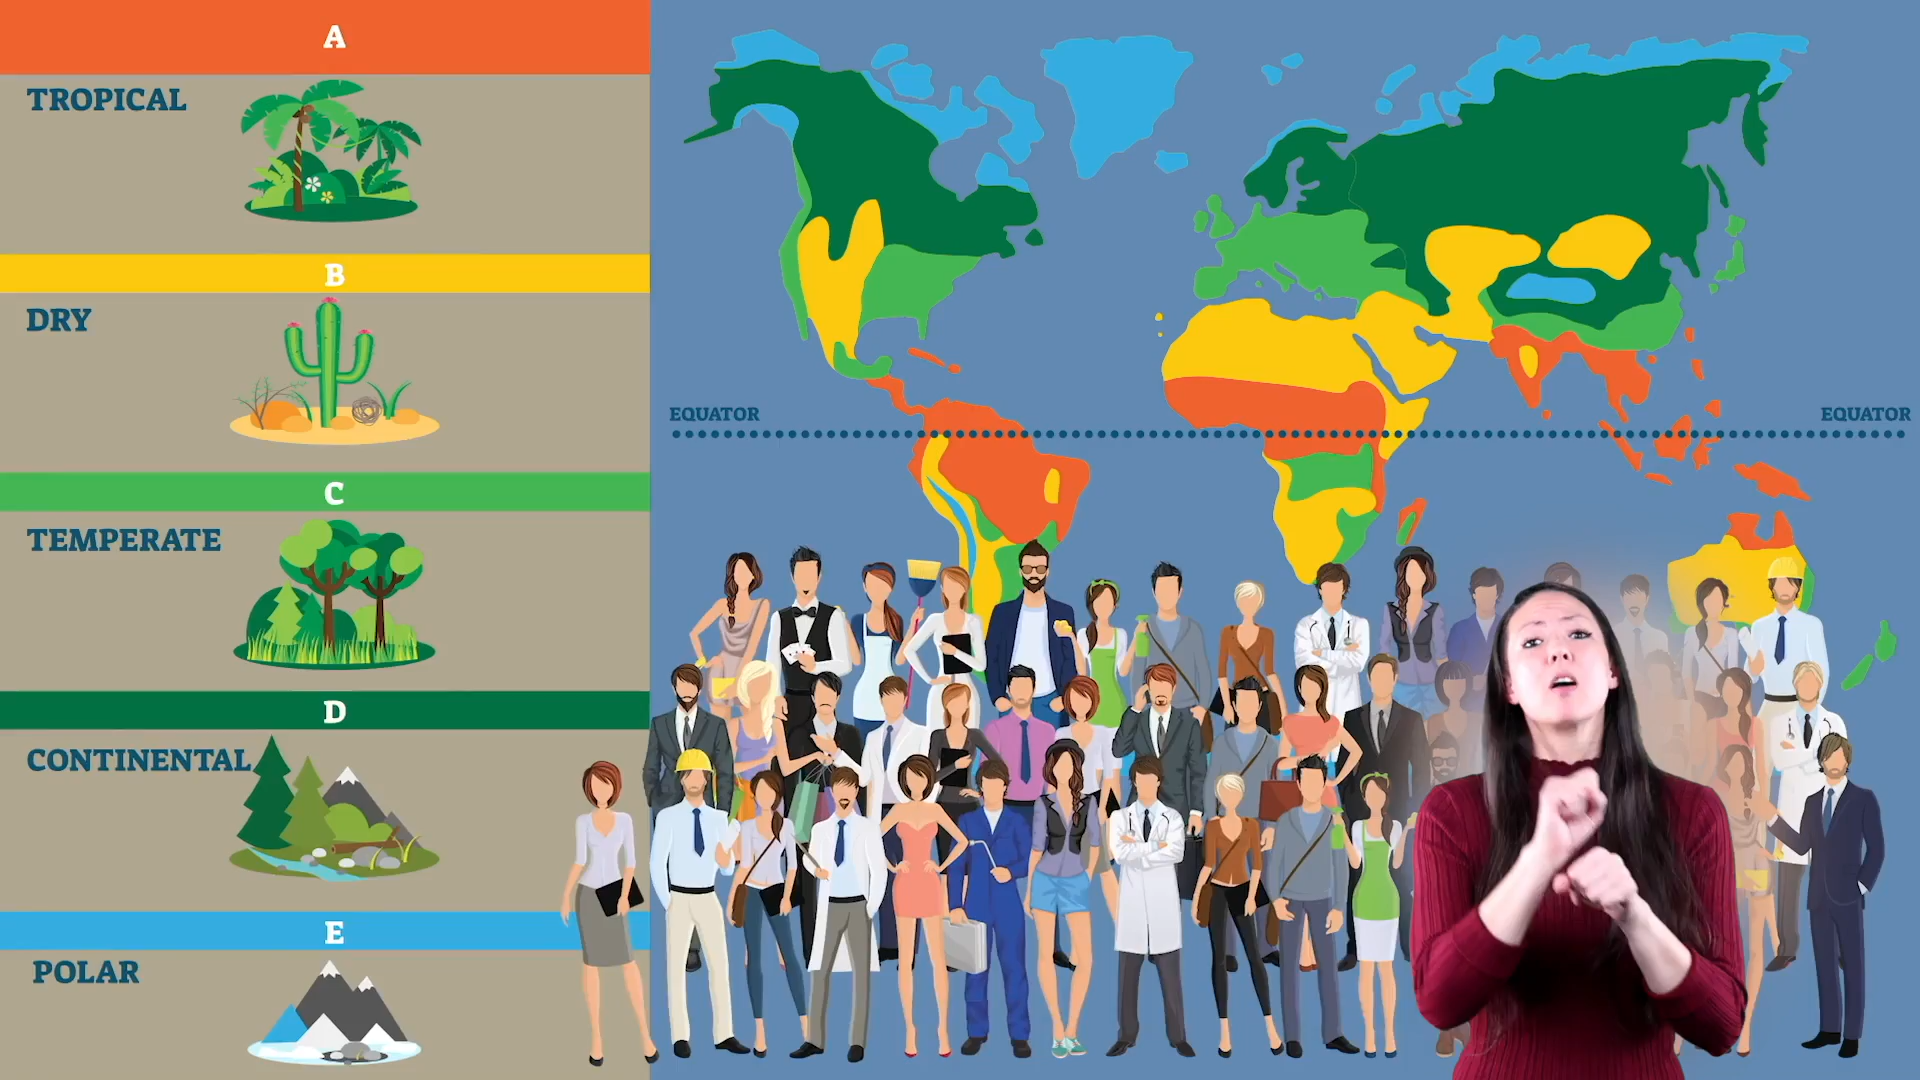 A
TROPICAL
B
DRY
C
TEMPERATE
D
CONTINENTAL
E
POLAR
EQUATOR
EQUATOR